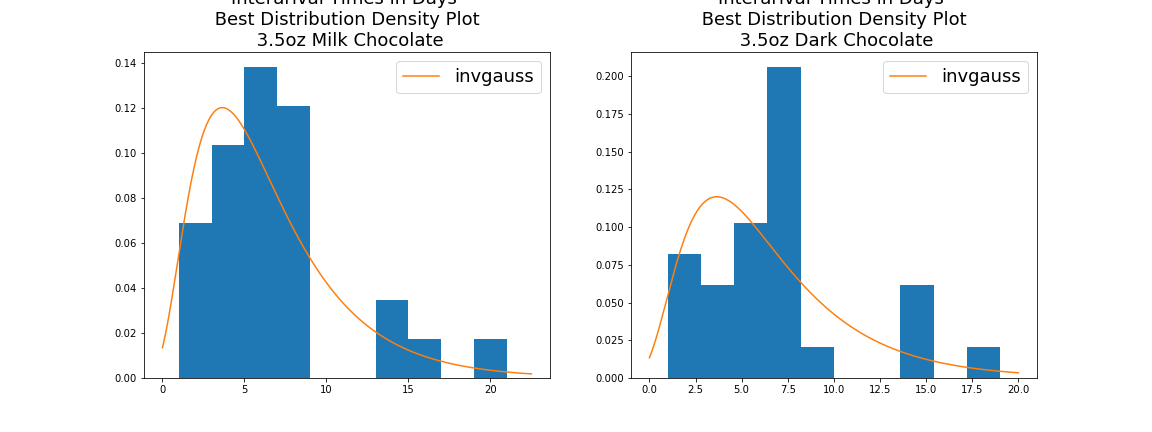 Interarival Times in Days
Best Distribution Density Plot
3.5oz Milk Chocolate
invgauss
0.14
0.12
0.10
0.08
0.06
0.04
0.02
0.00
0 5 10 15 20
Interarival Times in Days
Best Distribution Density Plot
3.5oz Dark Chocolate
invgauss
0.200
0.175
0.150
0.125
0.100
0.075
0.050
0.025
0.000
0.0 2.5 5.0 7.5 10.0 12.5 15.0 17.5 20.0